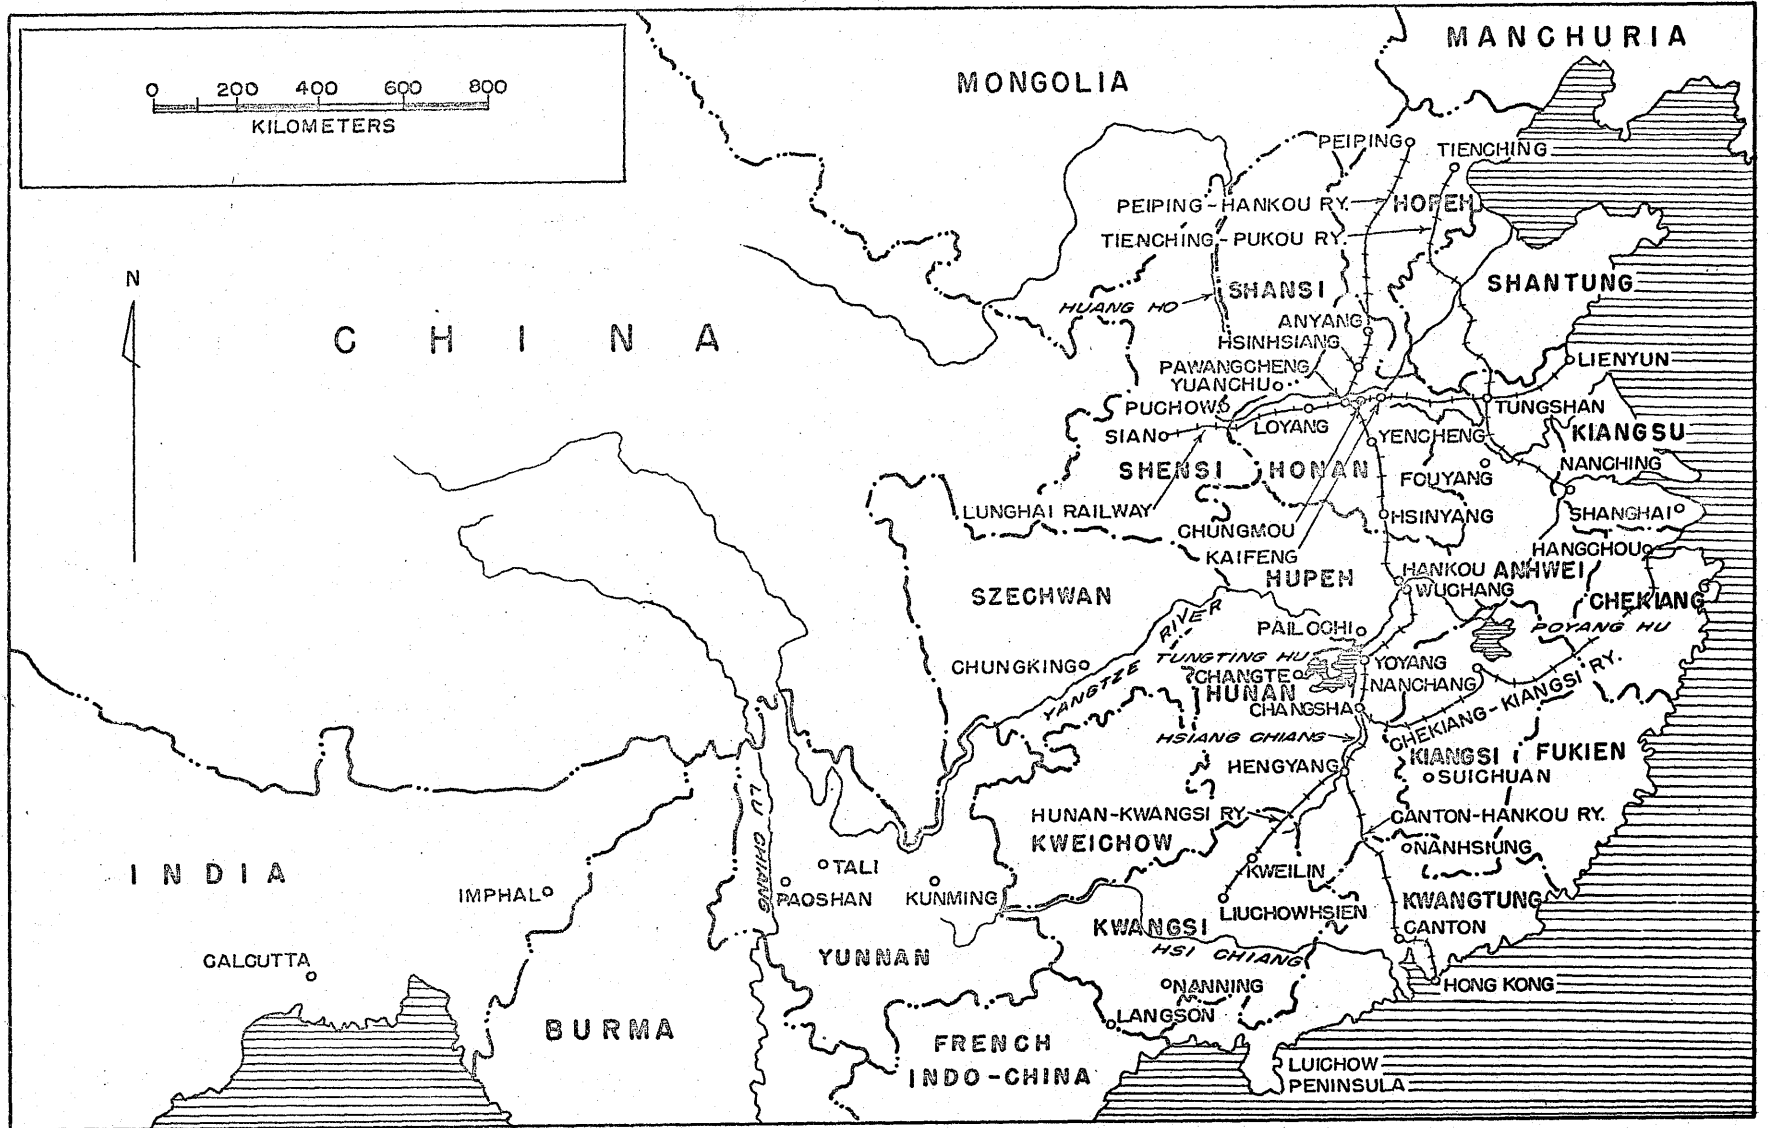 0 200 400 600 800
KILOMETERS
N
MANCHURIA
MONGOLIA
PEIPING
TIENCHING
PEIPING-HANKOU RY.
HOPEH
TIENCHING-PUKOU RY.
SHANSI
SHANTUNG
HUANG HO
CHINA
ANYANG
HSINHSIANG
LIENYUN
PAWANGCHENG
YUANCHU
PUCHOW
TUNGSHAN
SIAN
LOYANG
YENCHENG
KIANGSU
SHENSI
HONAN
FOUYANG
NANCHING
LUNGHAI RAILWAY
HSINYANG
SHANGHAI
CHUNGMOU
KAIFENG
HANGCHOU
HUPEH
HANKOU
ANHWEI
WUCHANG
SZECHWAN
CHEKIANG
PAILOCHI
POYANG HU
YANGTZE RIVER
CHUNGKING
TUNGTING HU
YOYANG
CHANGTE
NANCHANG
HUNAN
CHANGSHA
CHEKIANG-KIANGSI RY.
HSIANG CHIANG
KIANGSI
FUKIEN
HENGYANG
SUICHUAN
LU CHIANG
HUNAN-KWANGSI RY.
CANTON-HANKOU RY.
KWEICHOW
NANHSIUNG
INDIA
TALI
KWEILIN
IMPHAL
PAOSHAN
KUNMING
LIUCHOWHSIEN
KWANGTUNG
KWANGSI
CANTON
YUNNAN
HSI CHIANG
CALCUTTA
NANNING
HONG KONG
LANGSON
BURMA
FRENCH
INDO-CHINA
LUICHOW
PENINSULA